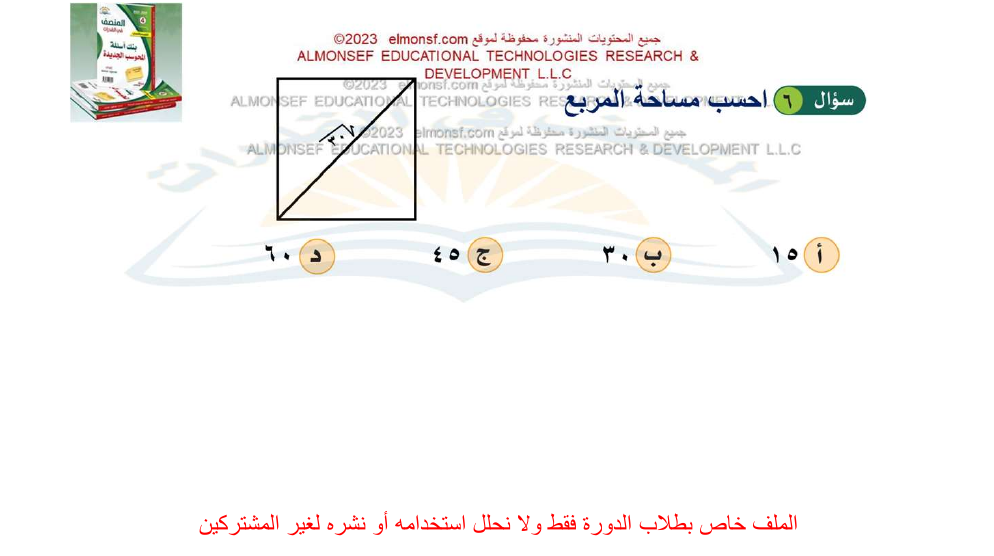 المنصف
في القدرات
بنك أسئلة
المحوسب الجديدة
جميع المحتويات المنشورة محفوظة لموقع elmonsf.com ©2023
ALMONSEF EDUCATIONAL TECHNOLOGIES RESEARCH &
DEVELOPMENT L.L.C
جميع المحتويات المنشورة محفوظة لموقع elmonsf.com ©2023
ALMONSEF EDUCATIONAL TECHNOLOGIES RESEARCH & DEVELOPMENT L.L.C
سؤال ٦ احسب مساحة المربع
جميع المحتويات المنشورة محفوظة لموقع elmonsf.com ©2023
ALMONSEF EDUCATIONAL TECHNOLOGIES RESEARCH & DEVELOPMENT L.L.C
√٣٠
أ ١٥ ب ٣٠ ج ٤٥ د ٦٠
الملف خاص بطلاب الدورة فقط ولا نحلل استخدامه أو نشره لغير المشتركين